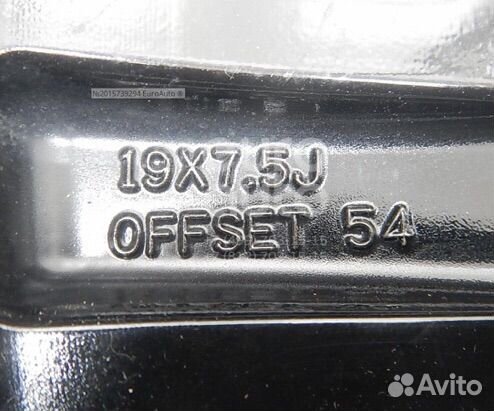 №2015739294 EuroAuto ®
19X7.5J
OFFSET 54
Avito